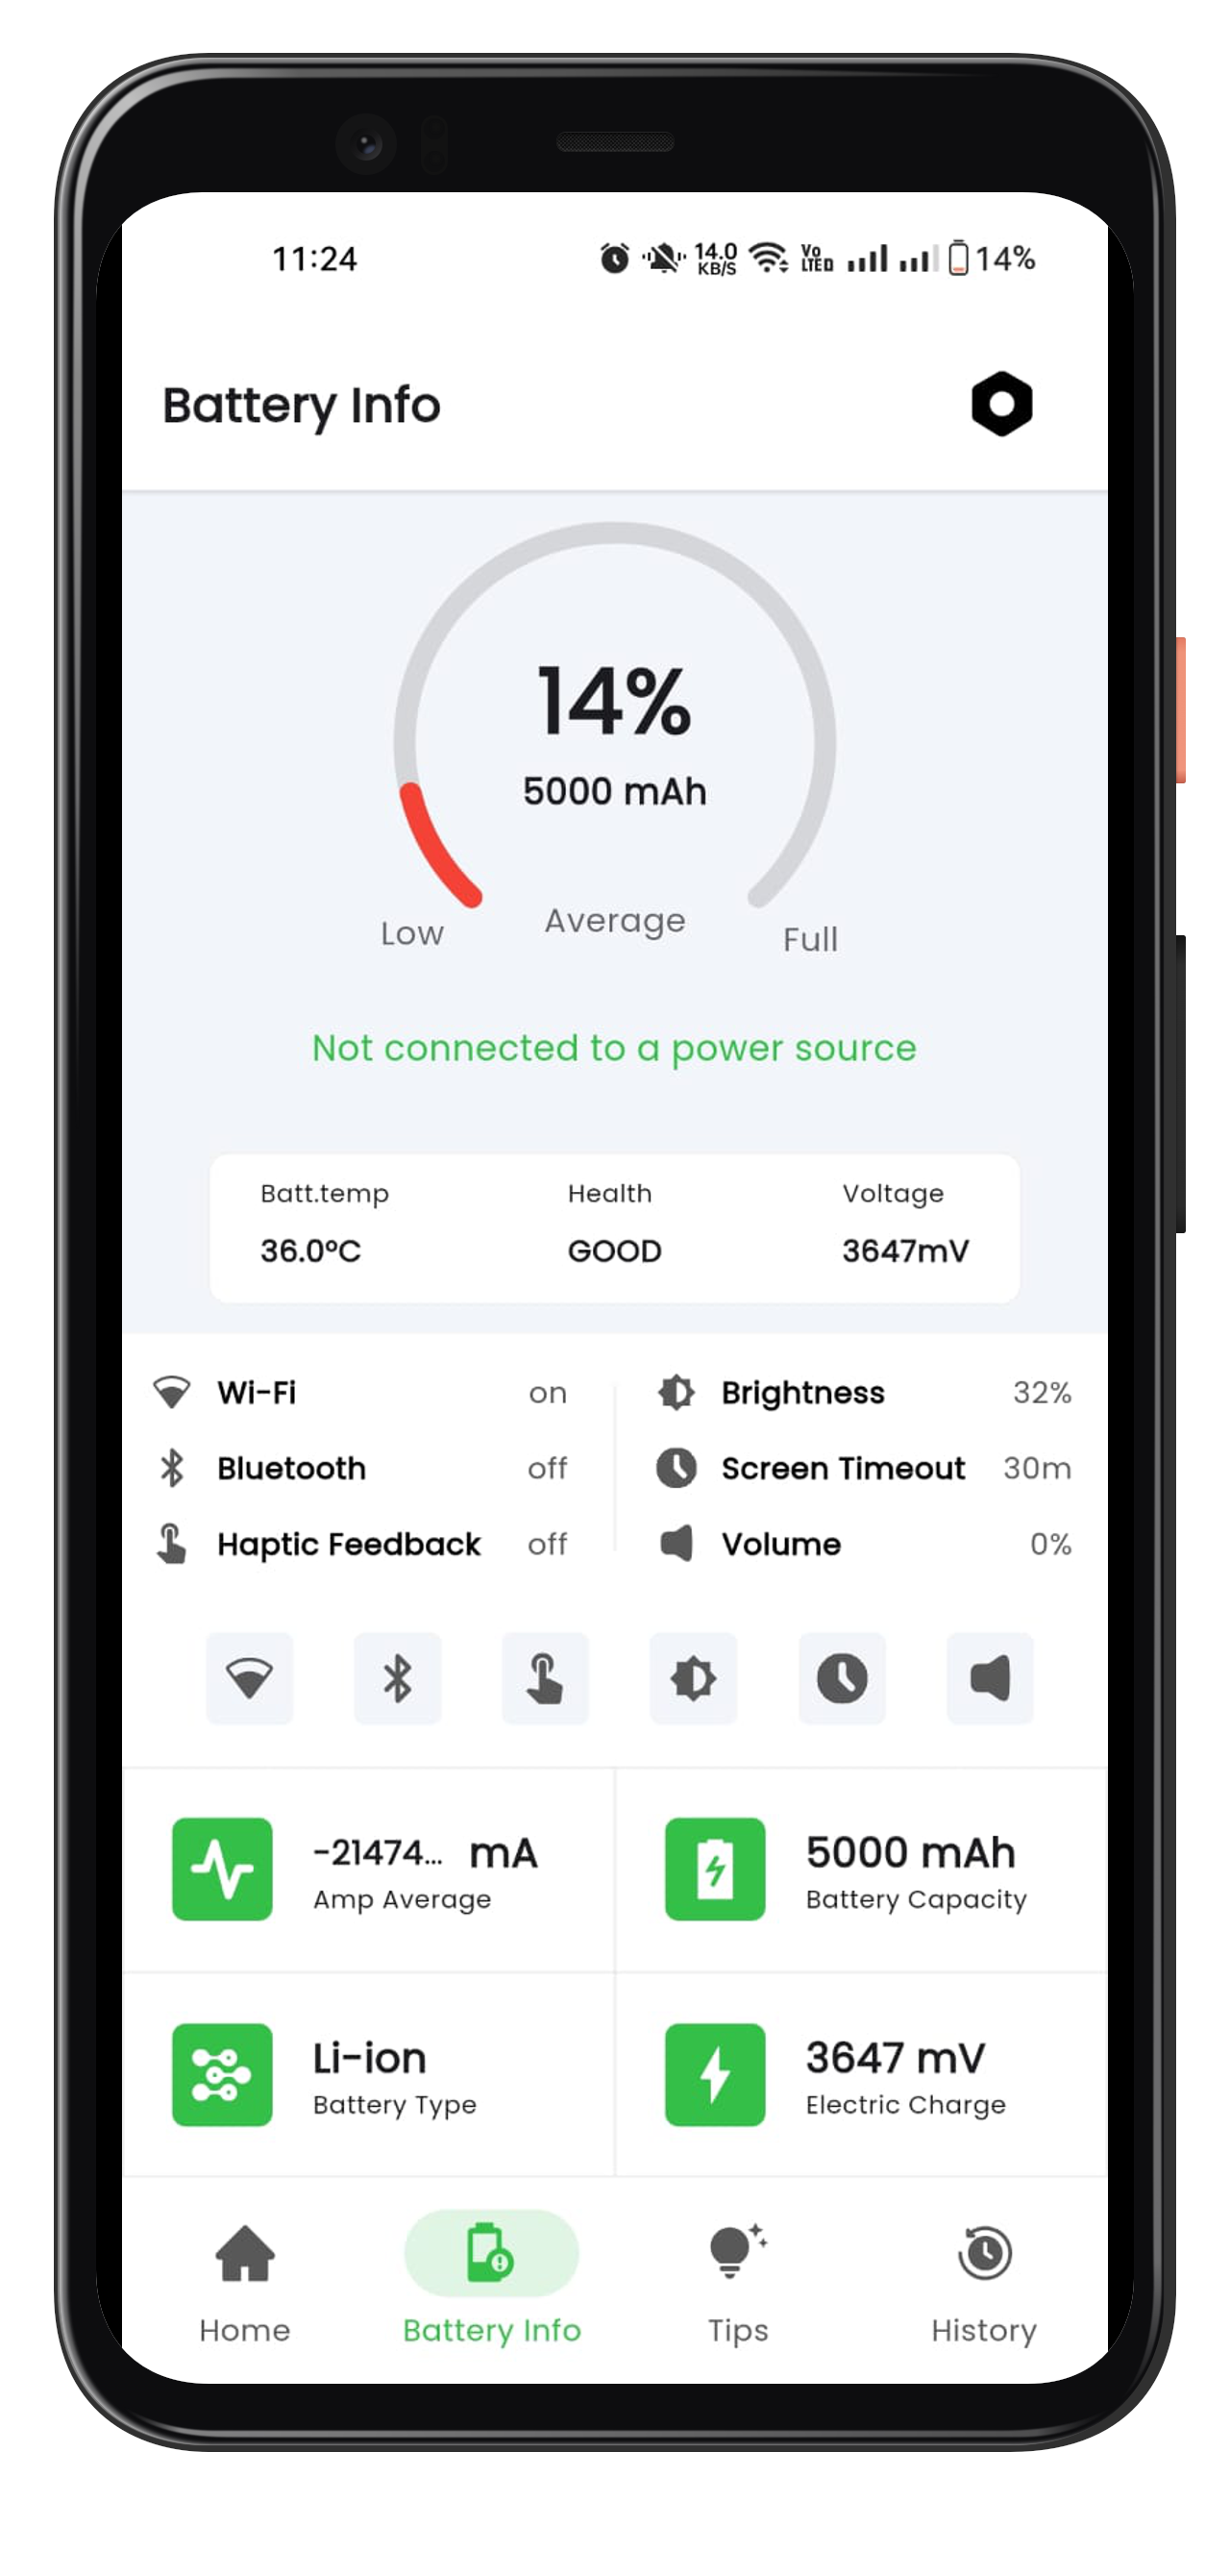 11:24 14.0 KB/S Vo LTED 14%
Battery Info
14%
5000 mAh
Low Average Full
Not connected to a power source
Batt.temp Health Voltage
36.0°C GOOD 3647mV
Wi-Fi on Brightness 32%
Bluetooth off Screen Timeout 30m
Haptic Feedback off Volume 0%
-21474... mA 5000 mAh
Amp Average Battery Capacity
Li-ion 3647 mV
Battery Type Electric Charge
Home Battery Info Tips History